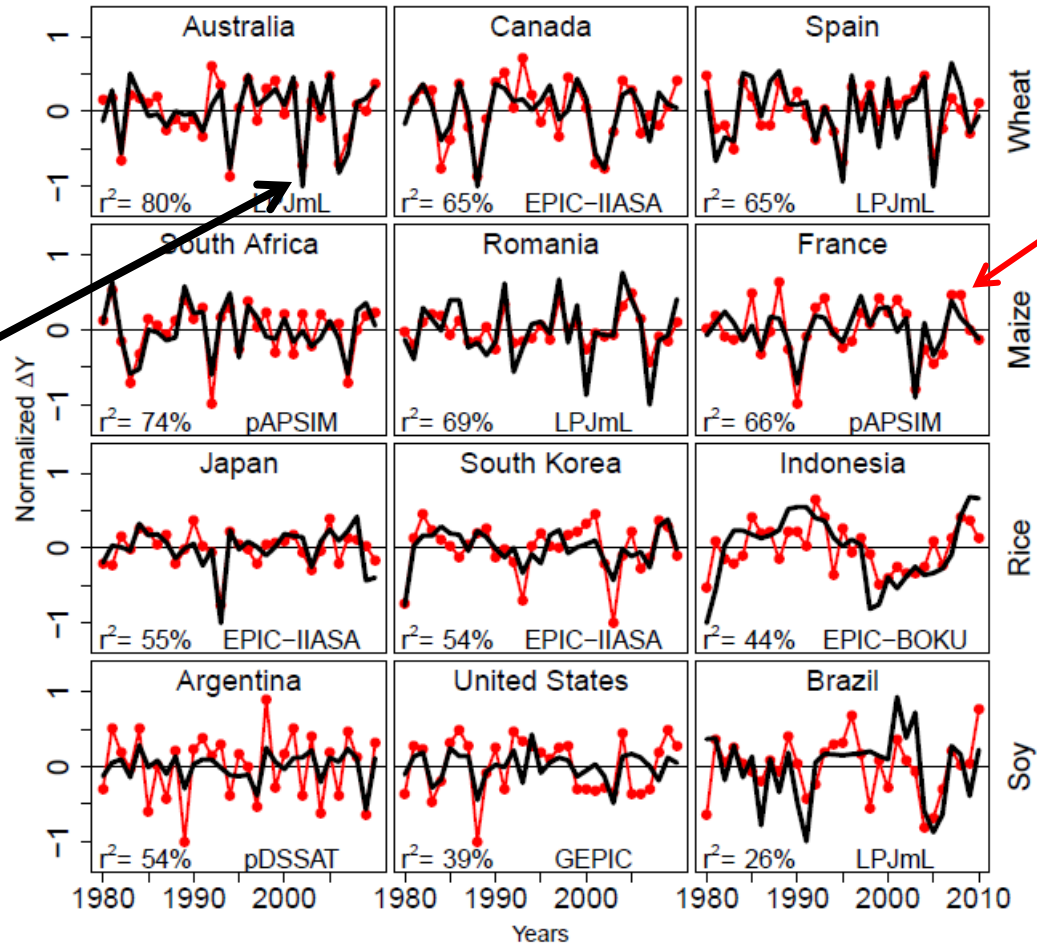 Australia Canada Spain
Wheat
1
0
−1
r²= 80% LPJmL r²= 65% EPIC−IIASA r²= 65% LPJmL
South Africa Romania France
Maize
1
0
−1
r²= 74% pAPSIM r²= 69% LPJmL r²= 66% pAPSIM
Normalized ΔY
Japan South Korea Indonesia
Rice
1
0
−1
r²= 55% EPIC−IIASA r²= 54% EPIC−IIASA r²= 44% EPIC−BOKU
Argentina United States Brazil
Soy
1
0
−1
r²= 54% pDSSAT r²= 39% GEPIC r²= 26% LPJmL
1980 1990 2000 1980 1990 2000 1980 1990 2000 2010
Years